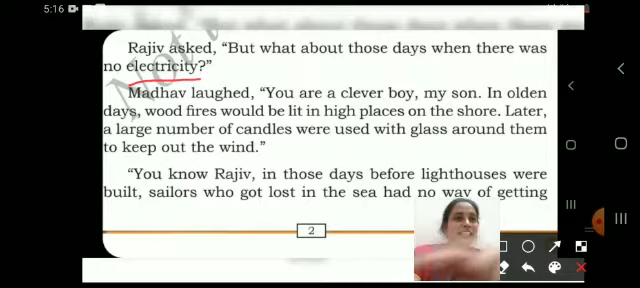 5:16
Not
Rajiv asked, “But what about those days when there was
no electricity?”
Madhav laughed, “You are a clever boy, my son. In olden
days, wood fires would be lit in high places on the shore. Later,
a large number of candles were used with glass around them
to keep out the wind.”
“You know Rajiv, in those days before lighthouses were
built, sailors who got lost in the sea had no way of getting
2